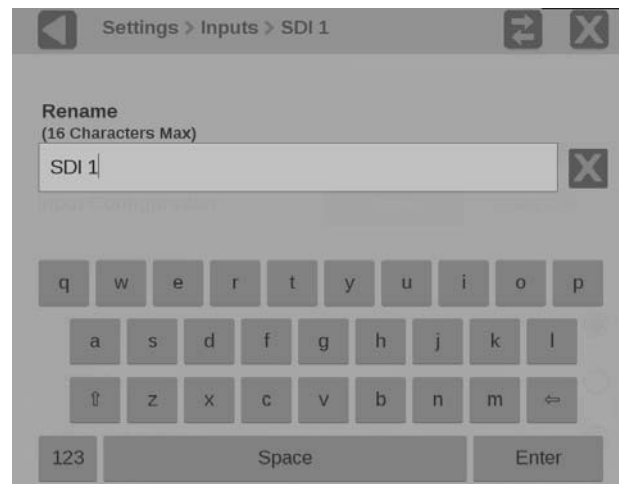 Settings > Inputs > SDI 1
Rename
(16 Characters Max)
SDI 1
X
q w e r t y u i o p
a s d f g h j k l
⇧ z x c v b n m ⇦
123 Space Enter